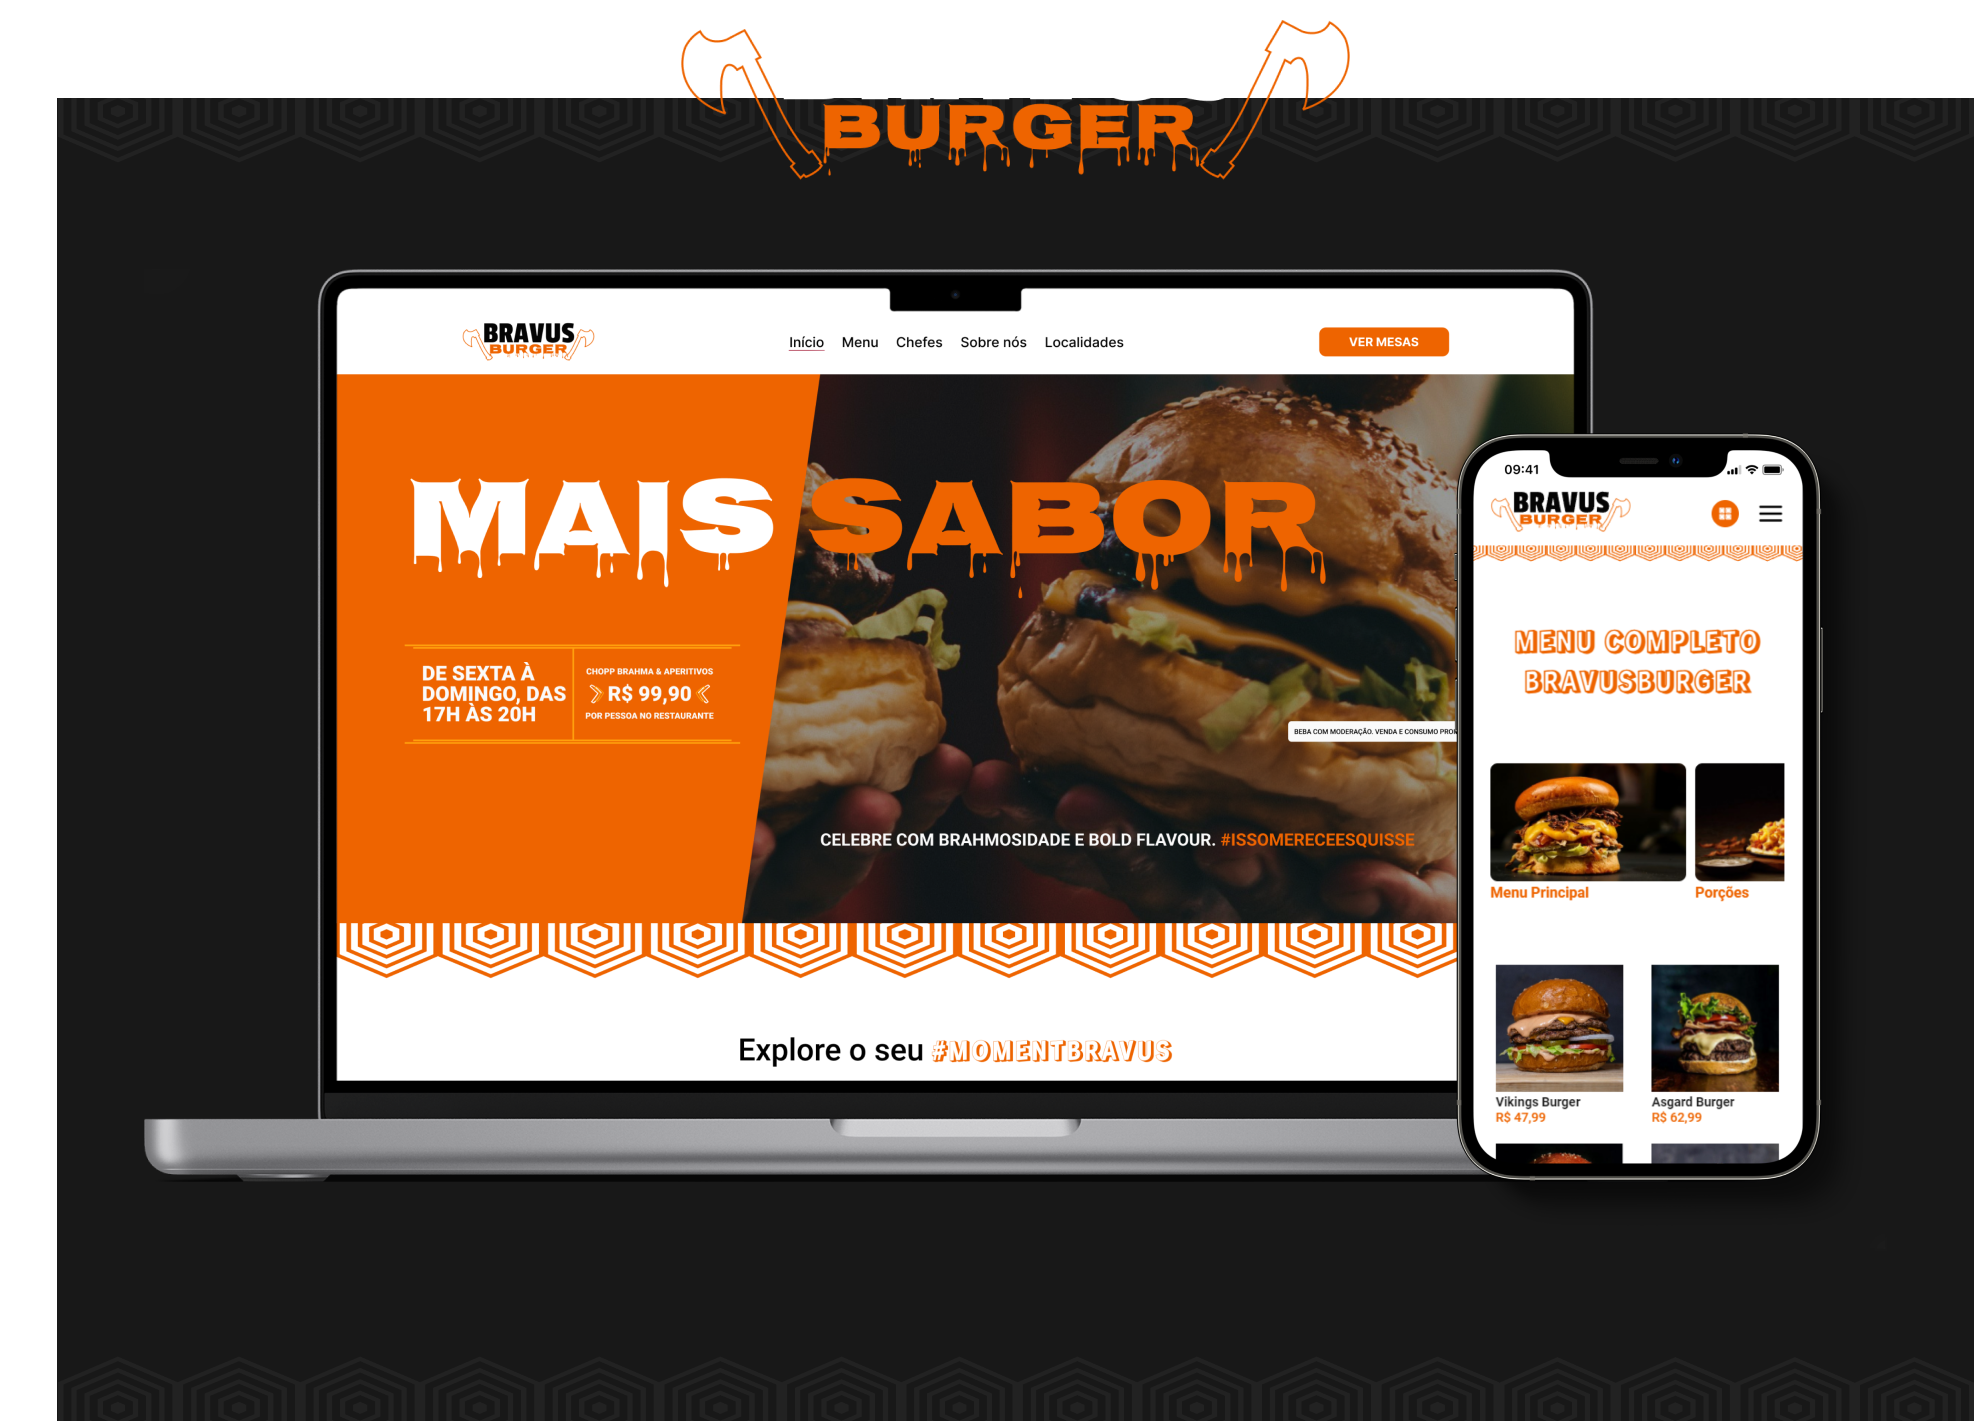 BURGER
BRAVUS
BURGER
Início Menu Chefes Sobre nós Localidades
VER MESAS
MAIS SABOR
DE SEXTA À
DOMINGO, DAS
17H ÀS 20H
CHOPP BRAHMA & APERITIVOS
R$ 99,90
POR PESSOA NO RESTAURANTE
BEBA COM MODERAÇÃO. VENDA E CONSUMO
CELEBRE COM BRAHMOSIDADE E BOLD FLAVOUR. #ISSOMERECEESQUISSE
Explore o seu #MOMENTBRAVUS
09:41
BRAVUS
BURGER
MENU COMPLETO
BRAVUSBURGER
Menu Principal
Porções
Vikings Burger
R$ 47,99
Asgard Burger
R$ 62,99